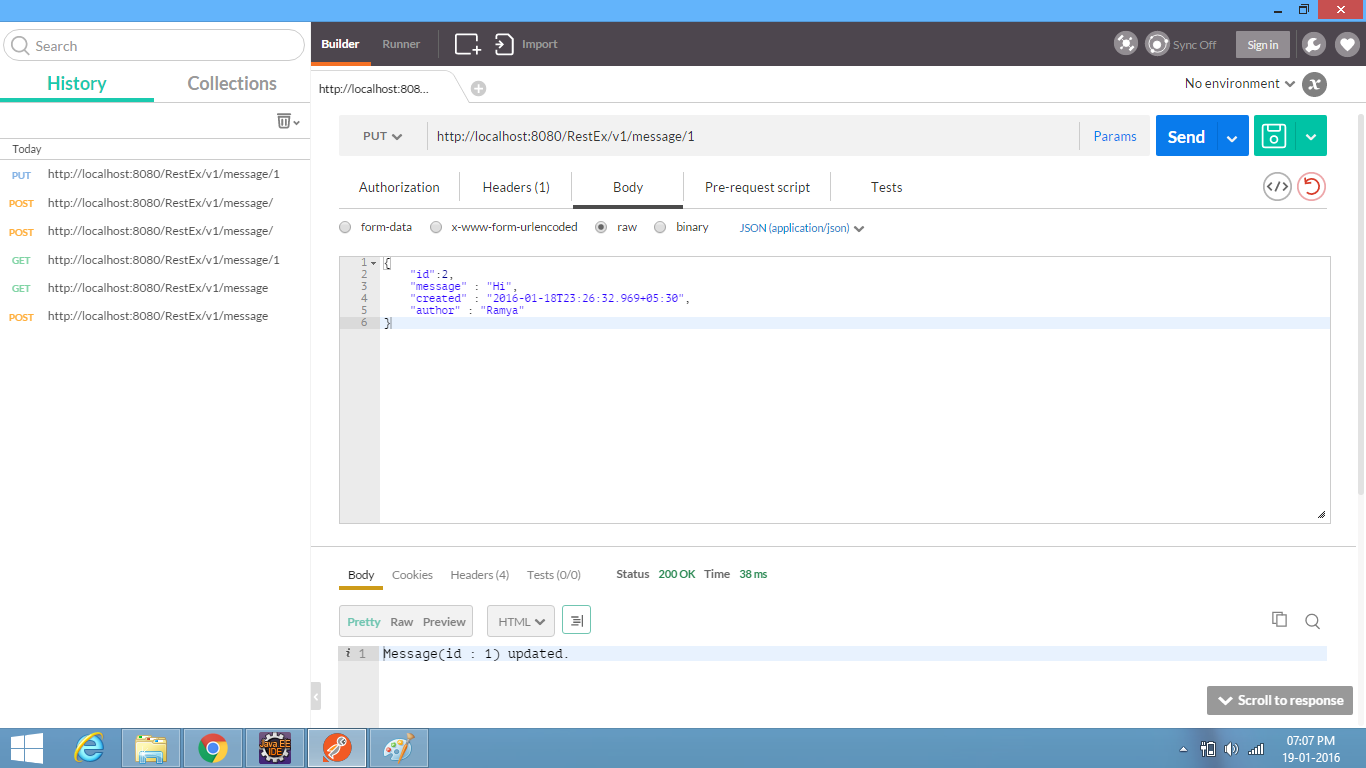 Search
History Collections
Today
PUT http://localhost:8080/RestEx/v1/message/1
POST http://localhost:8080/RestEx/v1/message/
POST http://localhost:8080/RestEx/v1/message/
GET http://localhost:8080/RestEx/v1/message/1
GET http://localhost:8080/RestEx/v1/message
POST http://localhost:8080/RestEx/v1/message
Builder Runner Import Sync Off Sign in
http://localhost:808... No environment x
PUT http://localhost:8080/RestEx/v1/message/1 Params Send
Authorization Headers (1) Body Pre-request script Tests </>
form-data x-www-form-urlencoded raw binary JSON (application/json)
1 {
2 "id":2,
3 "message" : "Hi",
4 "created" : "2016-01-18T23:26:32.969+05:30",
5 "author" : "Ramya"
6 }
Body Cookies Headers (4) Tests (0/0) Status 200 OK Time 38 ms
Pretty Raw Preview HTML
i 1 Message(id : 1) updated.
Scroll to response
Java EE
IDE
07:07 PM
19-01-2016